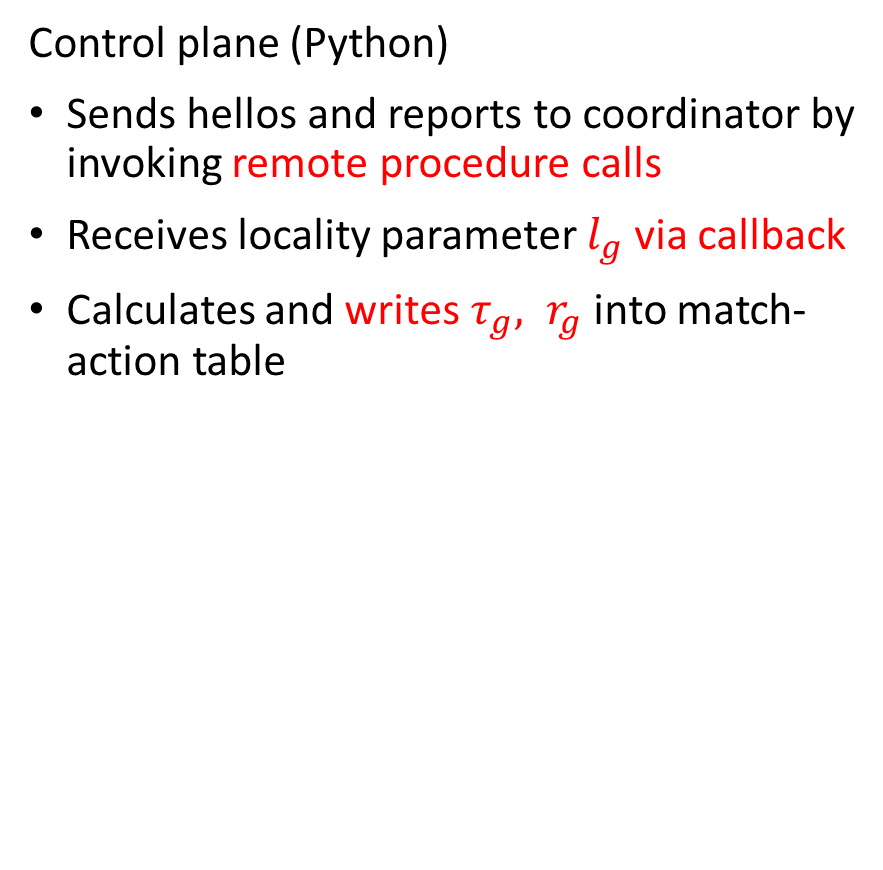 Control plane (Python)
• Sends hellos and reports to coordinator by
invoking remote procedure calls
• Receives locality parameter l_g via callback
• Calculates and writes τ_g, r_g into match-
action table